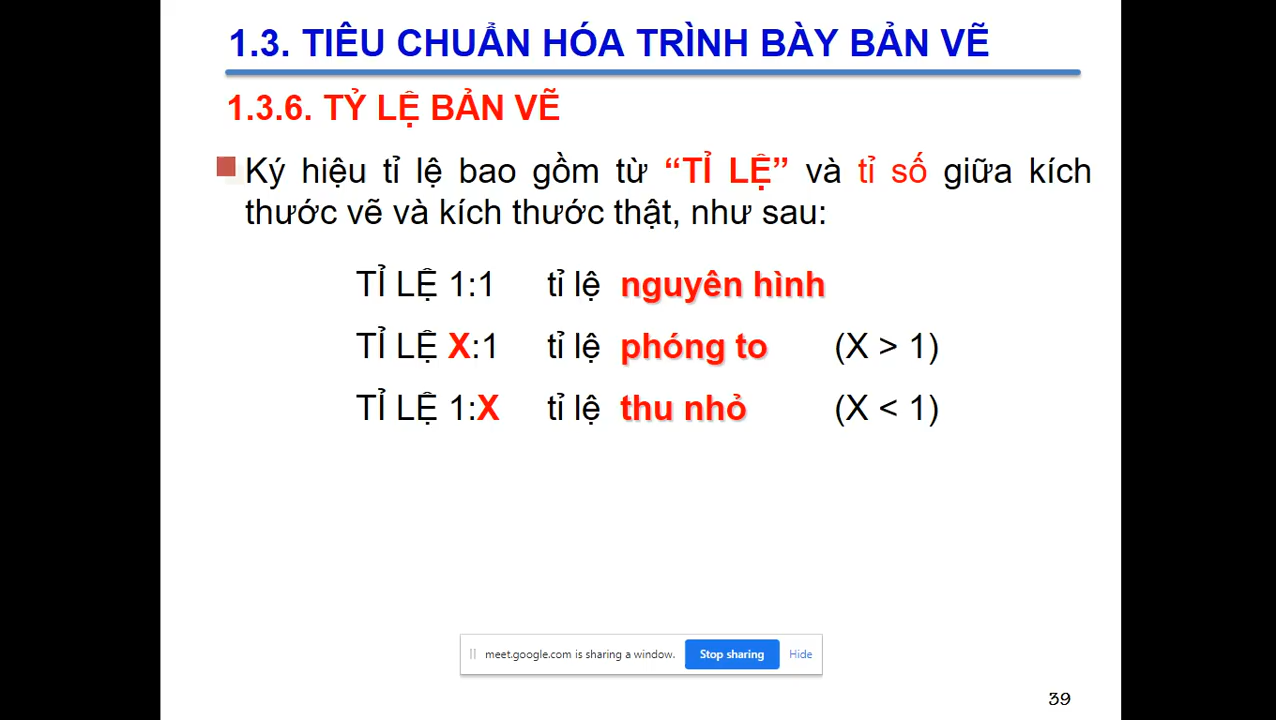 1.3. TIÊU CHUẨN HÓA TRÌNH BÀY BẢN VẼ
1.3.6. TỶ LỆ BẢN VẼ
Ký hiệu tỉ lệ bao gồm từ “TỈ LỆ” và tỉ số giữa kích
thước vẽ và kích thước thật, như sau:
TỈ LỆ 1:1 tỉ lệ nguyên hình
TỈ LỆ X:1 tỉ lệ phóng to (X > 1)
TỈ LỆ 1:X tỉ lệ thu nhỏ (X < 1)
meet.google.com is sharing a window. Stop sharing Hide
39